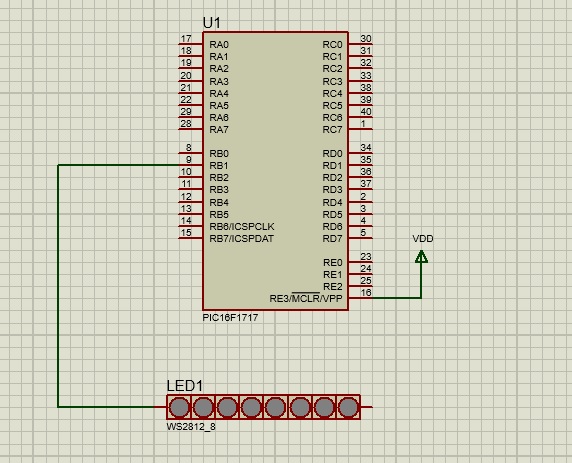 U1
17 RA0 RC0 30
18 RA1 RC1 31
19 RA2 RC2 32
20 RA3 RC3 33
21 RA4 RC4 38
22 RA5 RC5 39
29 RA6 RC6 40
28 RA7 RC7 1
8 RB0 RD0 34
9 RB1 RD1 35
10 RB2 RD2 36
11 RB3 RD3 37
12 RB4 RD4 2
13 RB5 RD5 3
14 RB6/ICSPCLK RD6 4
15 RB7/ICSPDAT RD7 5
VDD
RE0 23
RE1 24
RE2 25
RE3/MCLR/VPP 16
PIC16F1717
LED1
WS2812_8